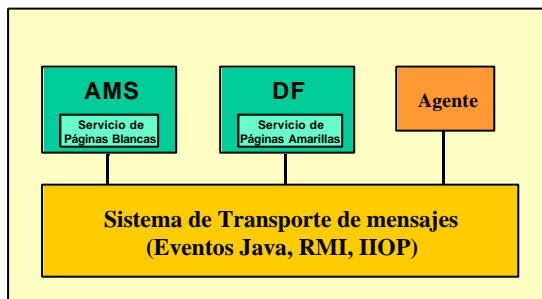 AMS
Servicio de
Páginas Blancas
DF
Servicio de
Páginas Amarillas
Agente
Sistema de Transporte de mensajes
(Eventos Java, RMI, IIOP)